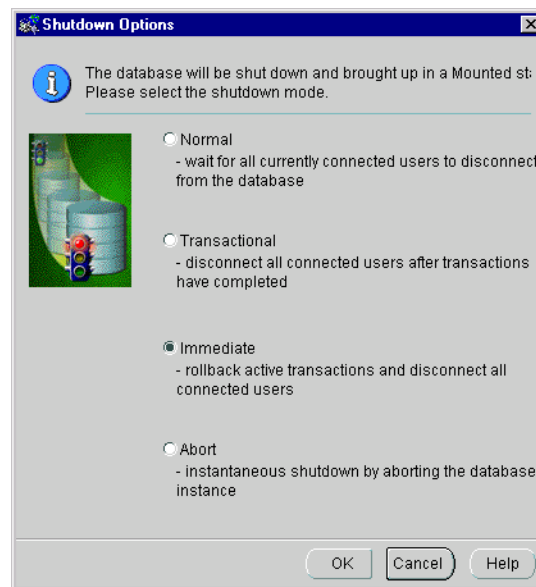 Shutdown Options
The database will be shut down and brought up in a Mounted
Please select the shutdown mode.
Normal
- wait for all currently connected users to disconnect
from the database
Transactional
- disconnect all connected users after transactions
have completed
Immediate
- rollback active transactions and disconnect all
connected users
Abort
- instantaneous shutdown by aborting the database
instance
OK Cancel Help